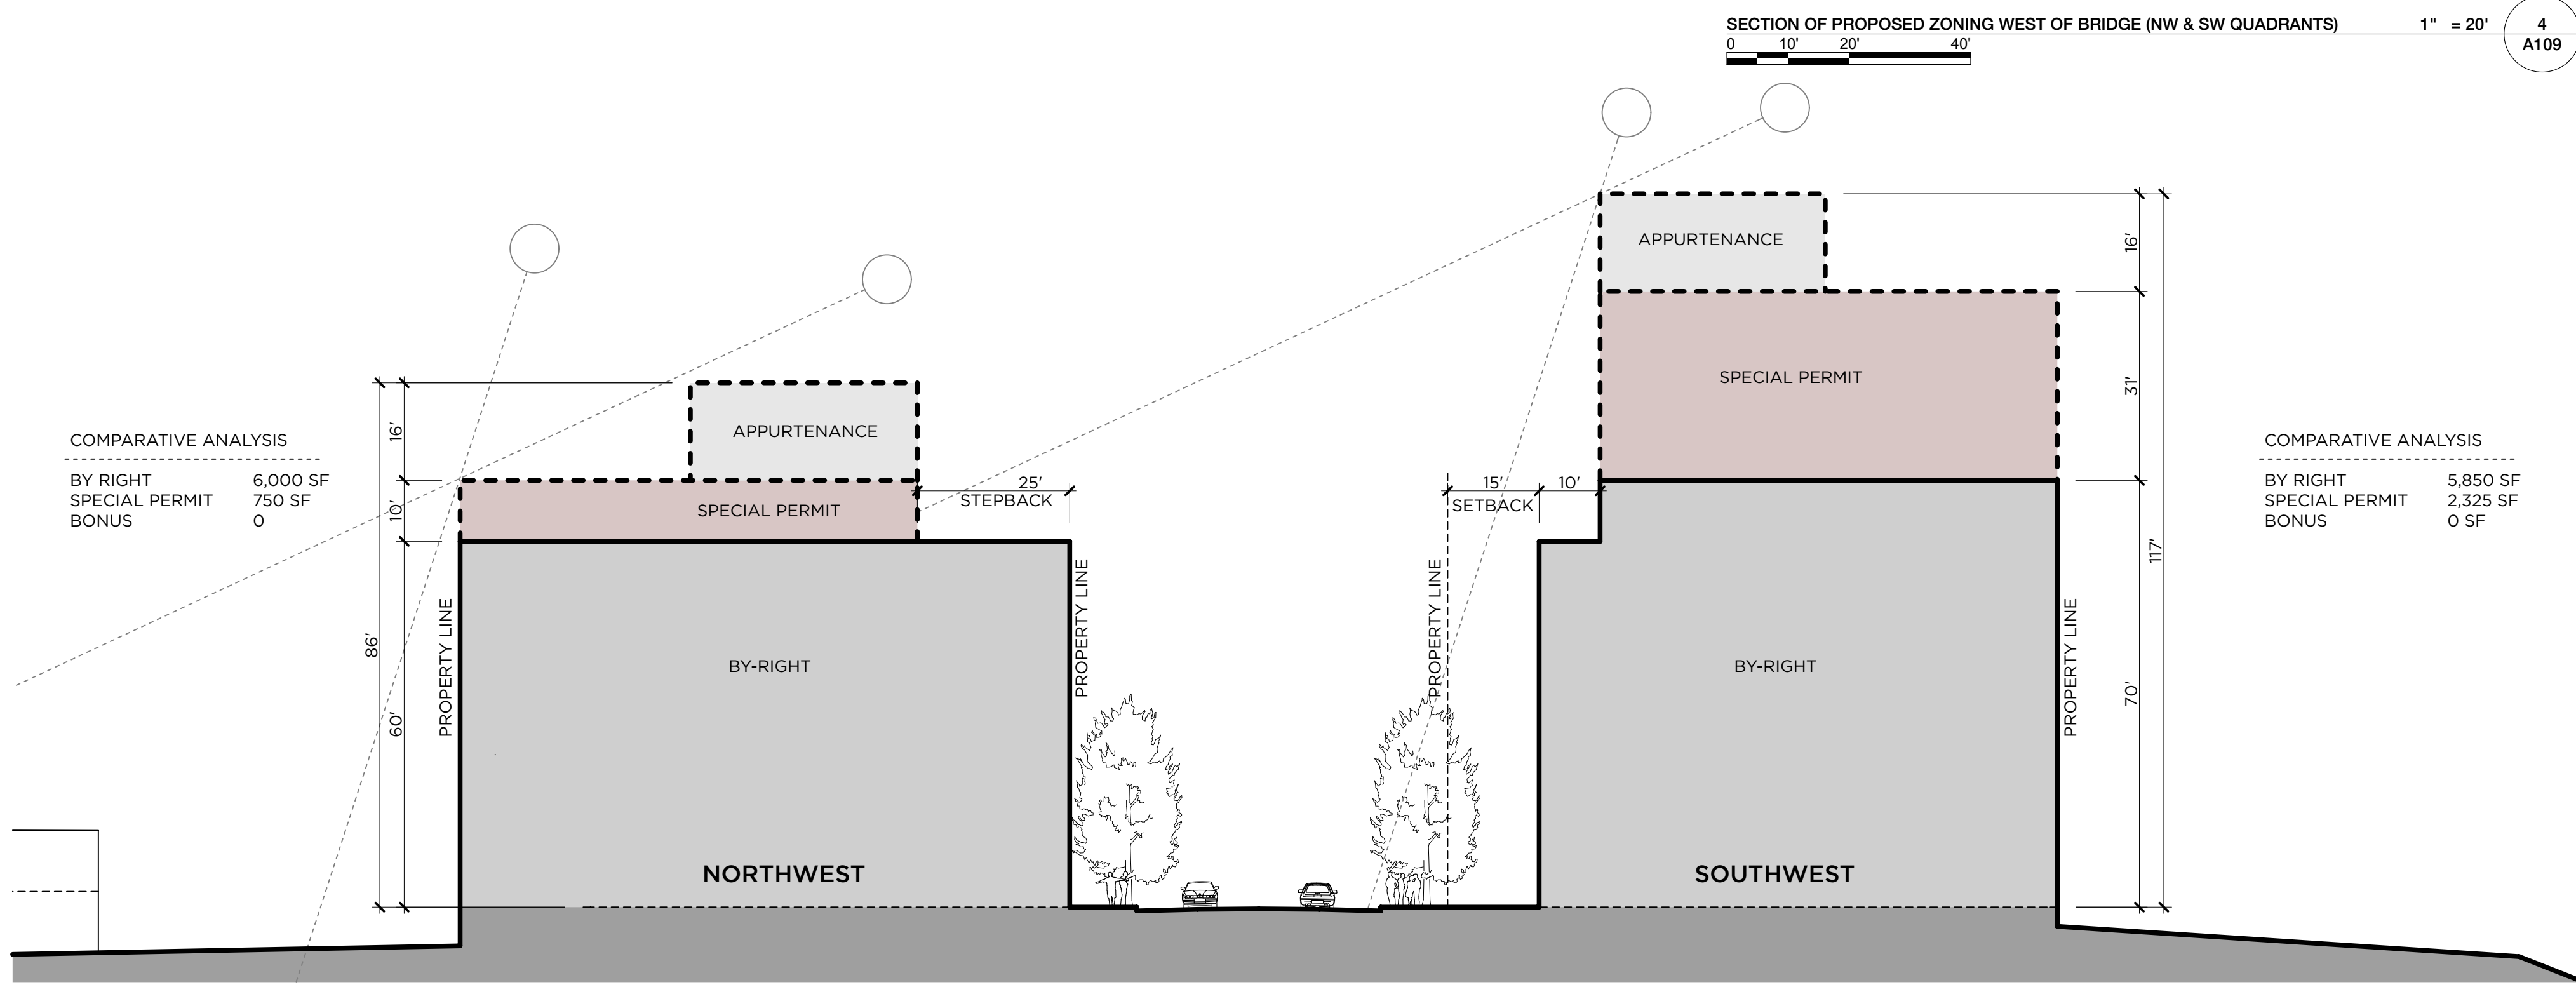 SECTION OF PROPOSED ZONING WEST OF BRIDGE (NW & SW QUADRANTS) 1" = 20' 4
A109
0 10' 20' 40'
APPURTENANCE
16'
SPECIAL PERMIT
31'
117'
70'
APPURTENANCE
16'
SPECIAL PERMIT
10'
86'
60'
25'
STEPBACK
15'
SETBACK
10'
COMPARATIVE ANALYSIS
BY RIGHT 6,000 SF
SPECIAL PERMIT 750 SF
BONUS 0
COMPARATIVE ANALYSIS
BY RIGHT 5,850 SF
SPECIAL PERMIT 2,325 SF
BONUS 0 SF
PROPERTY LINE
BY-RIGHT
PROPERTY LINE
PROPERTY LINE
BY-RIGHT
PROPERTY LINE
NORTHWEST
SOUTHWEST